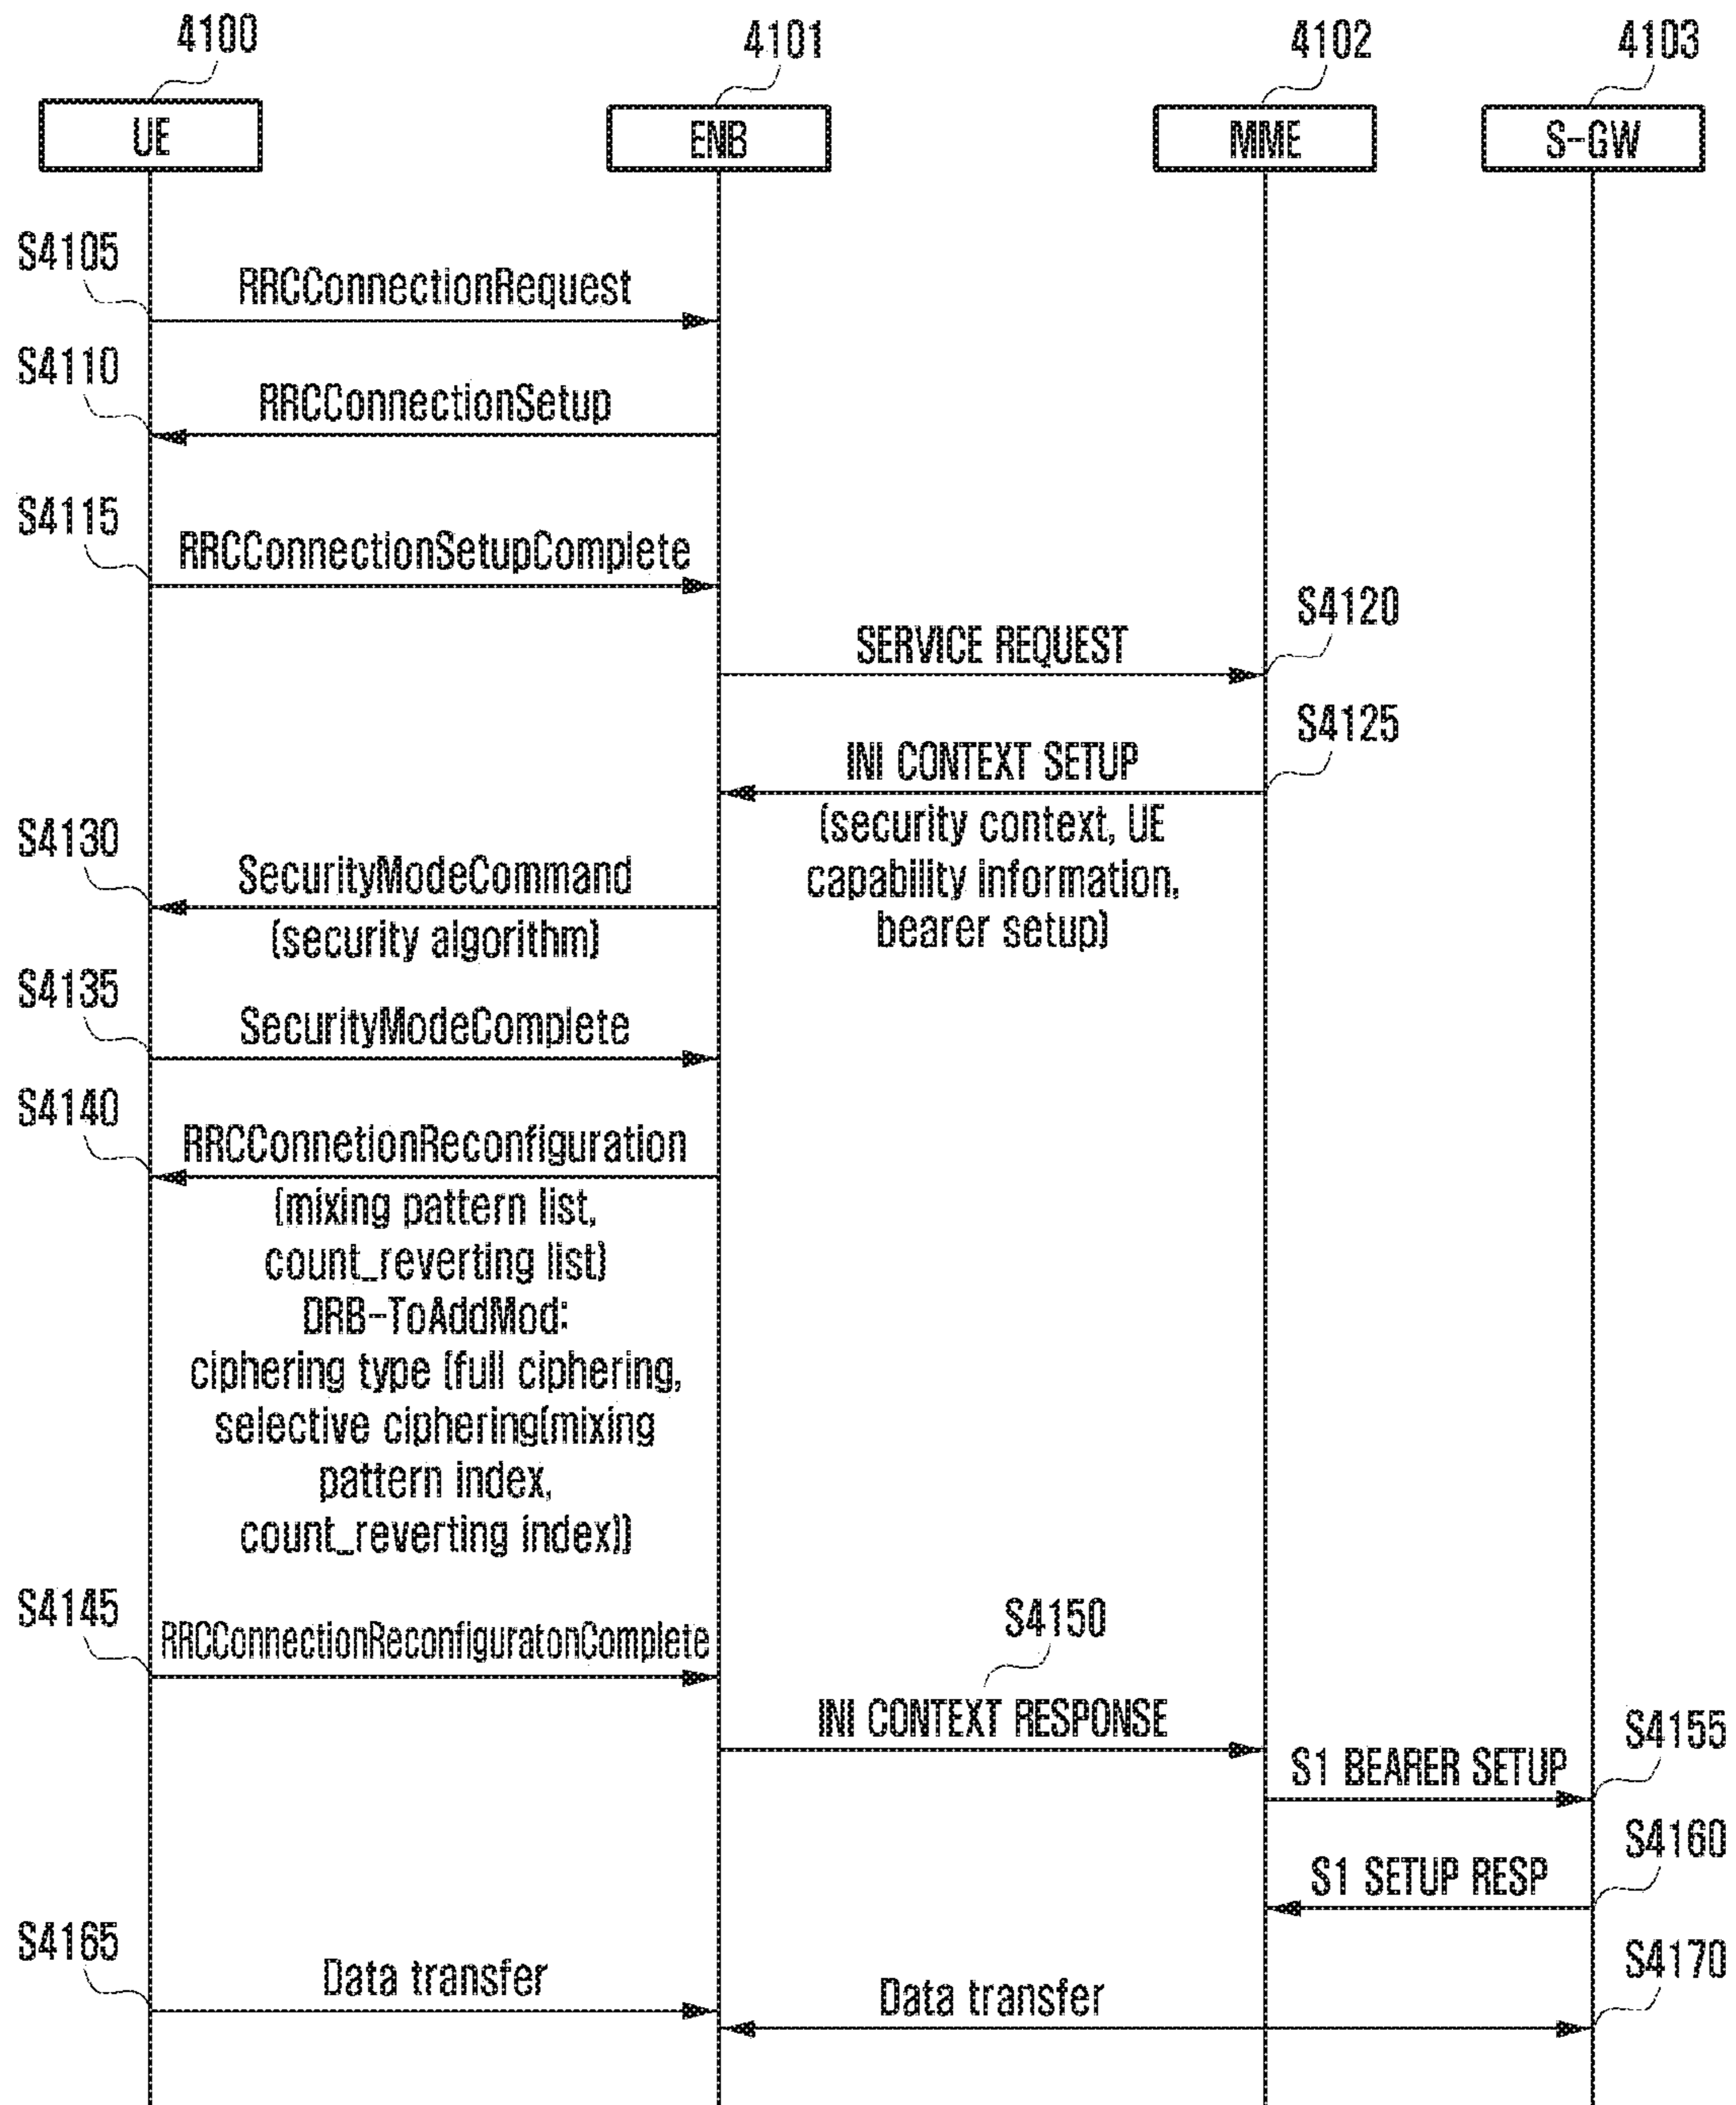 4100
4101
4102
4103
UE
ENB
MME
S-GW
S4105
RRCConnectionRequest
S4110
RRCConnectionSetup
S4115
RRCConnectionSetupComplete
S4120
SERVICE REQUEST
S4125
INI CONTEXT SETUP
(security context, UE
capability information,
bearer setup)
S4130
SecurityModeCommand
(security algorithm)
S4135
SecurityModeComplete
S4140
RRCConnetionReconfiguration
(mixing pattern list,
count_reverting list)
DRB-ToAddMod:
ciphering type (full ciphering,
selective ciphering(mixing
pattern index,
count_reverting index))
S4145
RRCConnectionReconfiguratonComplete
S4150
INI CONTEXT RESPONSE
S4155
S1 BEARER SETUP
S4160
S1 SETUP RESP
S4165
Data transfer
S4170
Data transfer